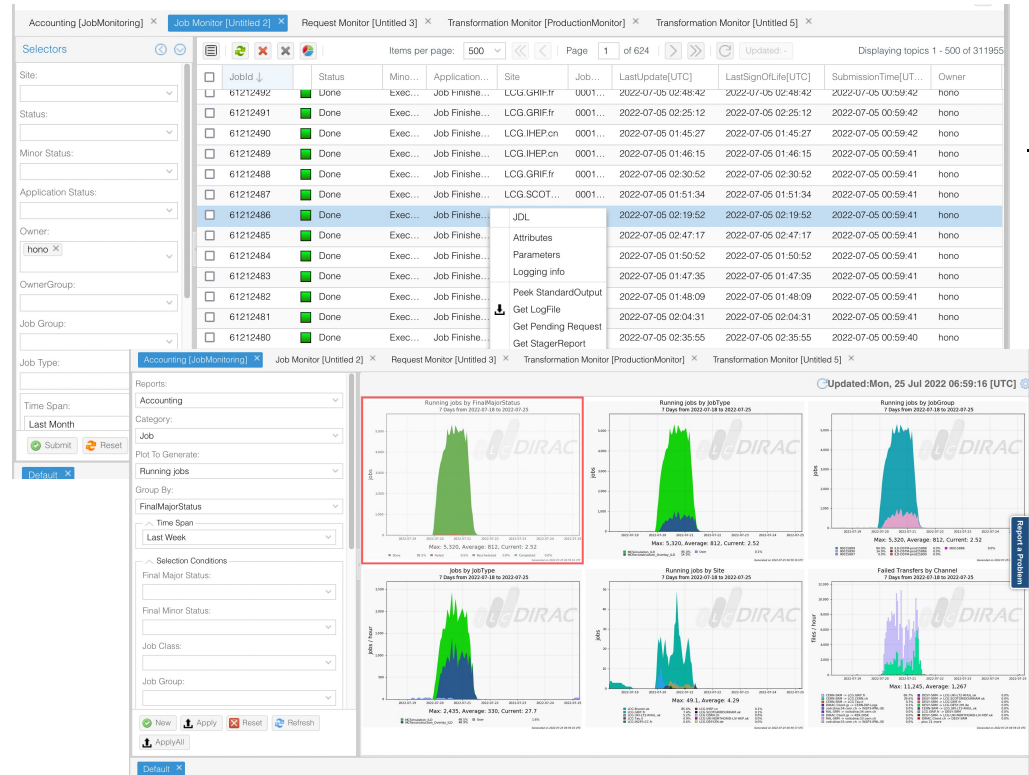 Accounting [JobMonitoring] × Job Monitor [Untitled 2] × Request Monitor [Untitled 3] × Transformation Monitor [ProductionMonitor] × Transformation Monitor [Untitled 5] ×
Selectors
Items per page: 500 Page 1 of 624 Updated: - Displaying topics 1 - 500 of 311955
Site:
Status:
Minor Status:
Application Status:
Owner:
hono ×
OwnerGroup:
Job Group:
Job Type:
Time Span:
Last Month
Submit Reset
Default ×
JobId ↓ Status Mino... Application... Site Job... LastUpdate[UTC] LastSignOfLife[UTC] SubmissionTime[UT... Owner
61212492 Done Exec... Job Finishe... LCG.GRIF.fr 0001... 2022-07-05 02:48:42 2022-07-05 02:48:42 2022-07-05 00:59:42 hono
61212491 Done Exec... Job Finishe... LCG.GRIF.fr 0001... 2022-07-05 02:25:12 2022-07-05 02:25:12 2022-07-05 00:59:42 hono
61212490 Done Exec... Job Finishe... LCG.IHEP.cn 0001... 2022-07-05 01:45:27 2022-07-05 01:45:27 2022-07-05 00:59:42 hono
61212489 Done Exec... Job Finishe... LCG.IHEP.cn 0001... 2022-07-05 01:46:15 2022-07-05 01:46:15 2022-07-05 00:59:41 hono
61212488 Done Exec... Job Finishe... LCG.GRIF.fr 0001... 2022-07-05 02:30:52 2022-07-05 02:30:52 2022-07-05 00:59:41 hono
61212487 Done Exec... Job Finishe... LCG.SCOT... 0001... 2022-07-05 01:51:34 2022-07-05 01:51:34 2022-07-05 00:59:41 hono
61212486 Done Exec... Job Finishe... 2022-07-05 02:19:52 2022-07-05 02:19:52 2022-07-05 00:59:41 hono
61212485 Done Exec... Job Finishe... 2022-07-05 02:47:17 2022-07-05 02:47:17 2022-07-05 00:59:41 hono
61212484 Done Exec... Job Finishe... 2022-07-05 01:50:52 2022-07-05 01:50:52 2022-07-05 00:59:41 hono
61212483 Done Exec... Job Finishe... 2022-07-05 01:47:35 2022-07-05 01:47:35 2022-07-05 00:59:41 hono
61212482 Done Exec... Job Finishe... 2022-07-05 01:48:09 2022-07-05 01:48:09 2022-07-05 00:59:41 hono
61212481 Done Exec... Job Finishe... 2022-07-05 02:04:31 2022-07-05 02:04:31 2022-07-05 00:59:41 hono
61212480 Done Exec... Job Finishe... 2022-07-05 02:35:55 2022-07-05 02:35:55 2022-07-05 00:59:40 hono
JDL
Attributes
Parameters
Logging info
Peek StandardOutput
Get LogFile
Get Pending Request
Get StagerReport
Accounting [JobMonitoring] × Job Monitor [Untitled 2] × Request Monitor [Untitled 3] × Transformation Monitor [ProductionMonitor] × Transformation Monitor [Untitled 5] ×
Updated:Mon, 25 Jul 2022 06:59:16 [UTC]
Reports:
Accounting
Category:
Job
Plot To Generate:
Running jobs
Group By:
FinalMajorStatus
Time Span
Last Week
Selection Conditions
Final Major Status:
Final Minor Status:
Job Class:
Job Group:
New Apply Reset Refresh
ApplyAll
Default ×
Running jobs by FinalMajorStatus
7 Days from 2022-07-18 to 2022-07-25
DIRAC
jobs
Max: 5,320, Average: 812, Current: 2.52
Running jobs by JobType
7 Days from 2022-07-18 to 2022-07-25
DIRAC
jobs
Max: 5,320, Average: 812, Current: 2.52
Running jobs by JobGroup
7 Days from 2022-07-18 to 2022-07-25
DIRAC
jobs
Max: 5,320, Average: 812, Current: 2.52
Jobs by JobType
7 Days from 2022-07-18 to 2022-07-25
DIRAC
jobs / hour
Max: 2,435, Average: 330, Current: 27.7
Running jobs by Site
7 Days from 2022-07-18 to 2022-07-25
DIRAC
jobs
Max: 49.1, Average: 4.29
Failed Transfers by Channel
7 Days from 2022-07-18 to 2022-07-25
DIRAC
files / hour
Max: 11,245, Average: 1,267
Report a Problem